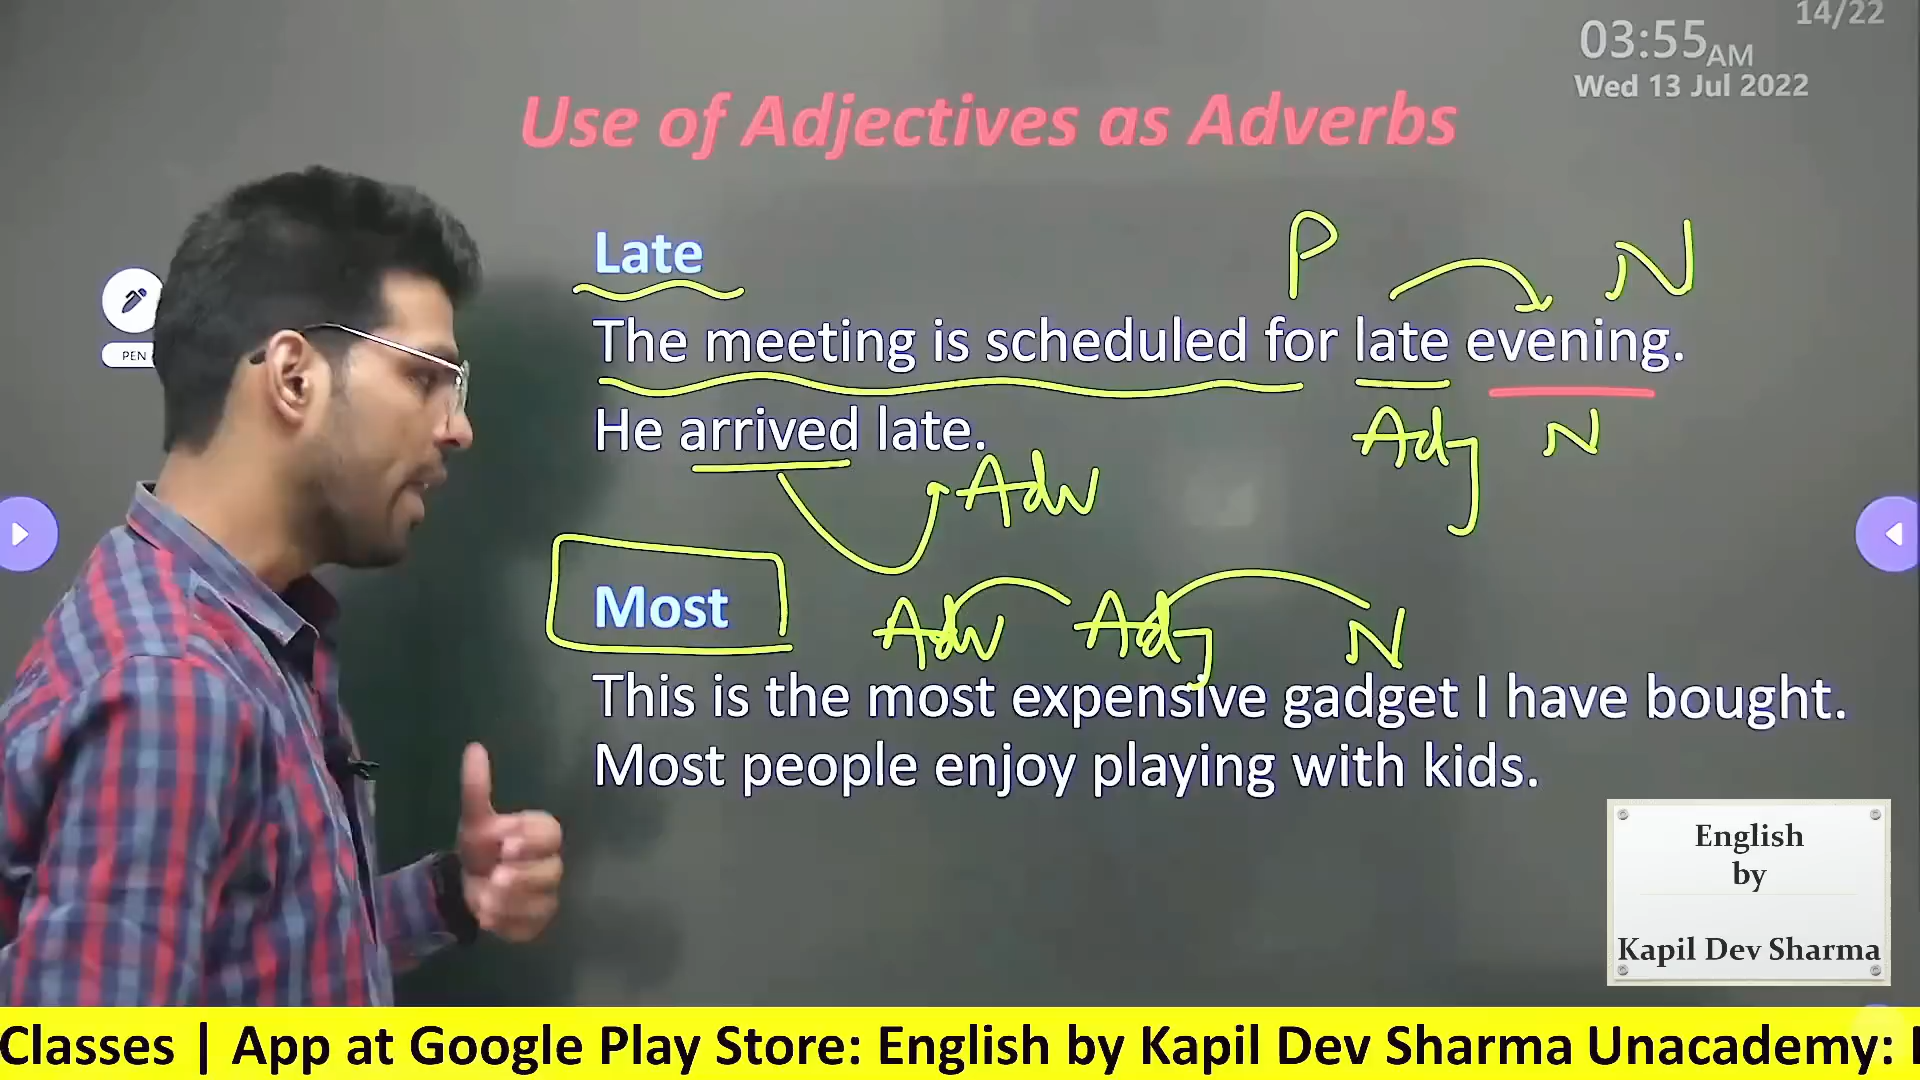 14/22
03:55AM
Wed 13 Jul 2022
Use of Adjectives as Adverbs
Late
P N
The meeting is scheduled for late evening.
Adj N
He arrived late.
Adv
PEN
Most
Adv Adj N
This is the most expensive gadget I have bought.
Most people enjoy playing with kids.
English
by
Kapil Dev Sharma
Classes | App at Google Play Store: English by Kapil Dev Sharma Unacademy: